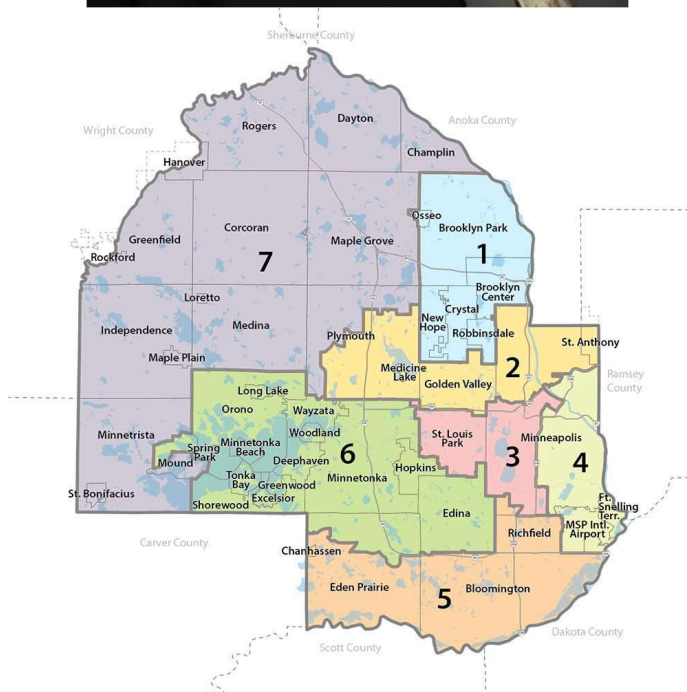 Sherburne County
Dayton
Rogers
Anoka County
Wright County
Champlin
Hanover
Osseo
Corcoran
Brooklyn Park
Greenfield
Maple Grove
1
Rockford
7
Brooklyn
Center
Loretto
Crystal
New
Hope
Independence
Medina
Robbinsdale
Plymouth
St. Anthony
Maple Plain
2
Medicine
Lake
Golden Valley
Ramsey
County
Long Lake
Orono
Wayzata
Minnetrista
Woodland
St. Louis
Park
Minneapolis
Minnetonka
Beach
Spring
Park
6
3
4
Mound
Deephaven
Hopkins
Tonka
Bay
Minnetonka
Greenwood
St. Bonifacius
Excelsior
Shorewood
Edina
Ft.
Snelling
Terr.
MSP Intl.
Airport
Richfield
Carver County
Chanhassen
Eden Prairie
Bloomington
5
Dakota County
Scott County